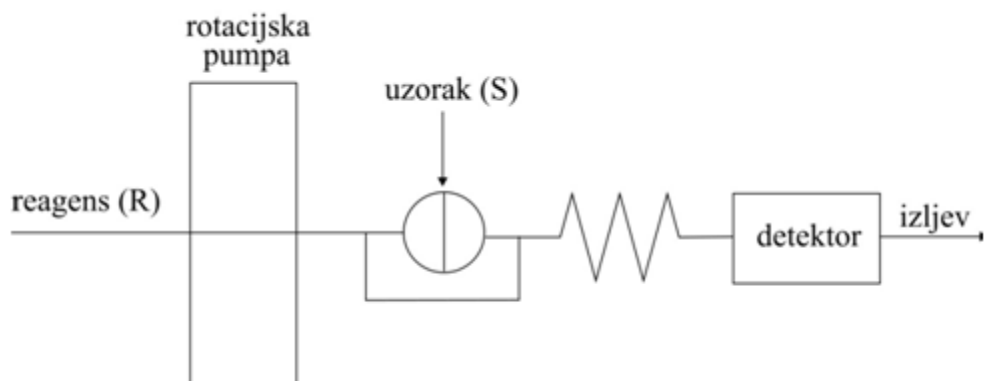 rotacijska
pumpa
uzorak (S)
reagens (R)
detektor
izljev